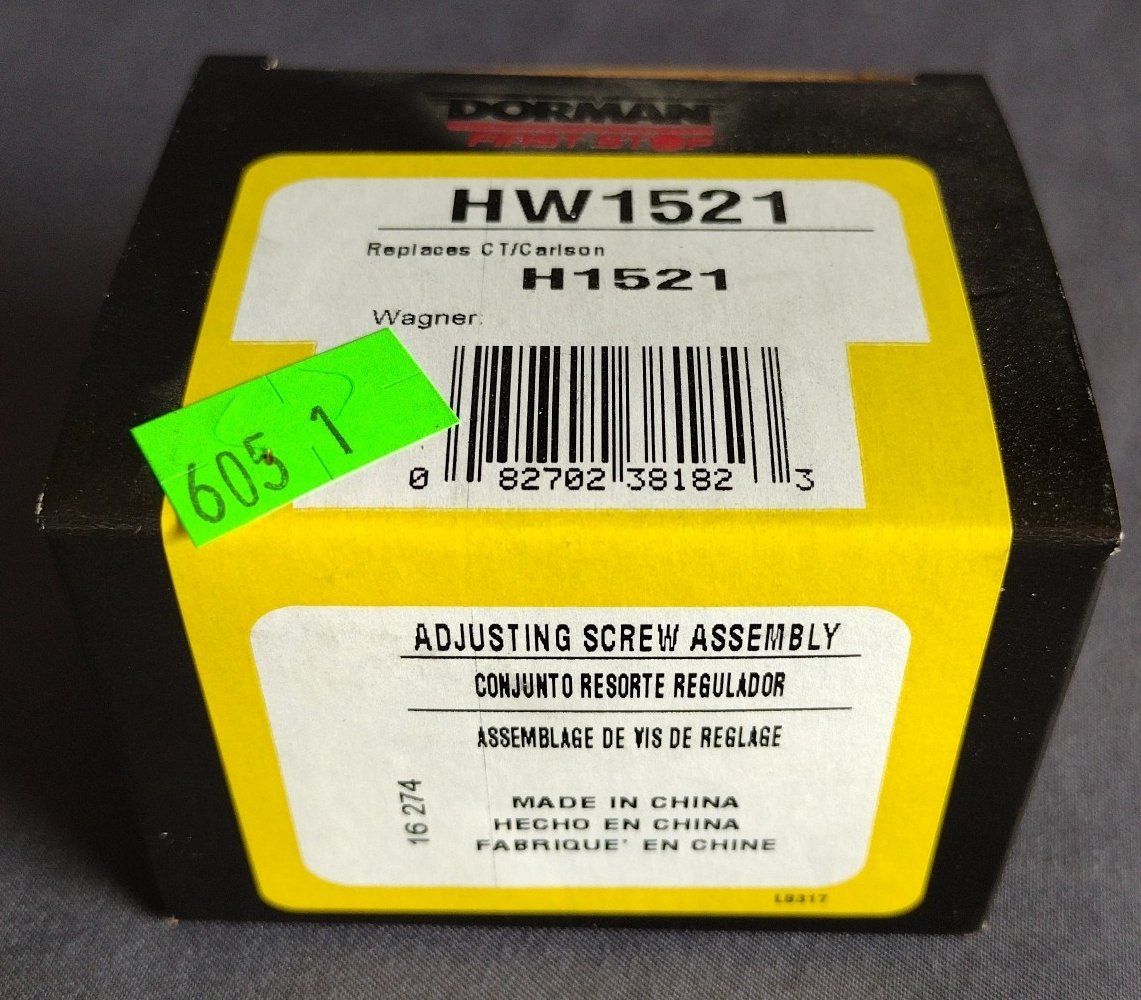 DORMAN
FIRST STOP
HW1521
Replaces CT/Carlson
H1521
Wagner:
605 1
0 82702 38182 3
ADJUSTING SCREW ASSEMBLY
CONJUNTO RESORTE REGULADOR
ASSEMBLAGE DE VIS DE REGLAGE
16 274
MADE IN CHINA
HECHO EN CHINA
FABRIQUE' EN CHINE
LB317